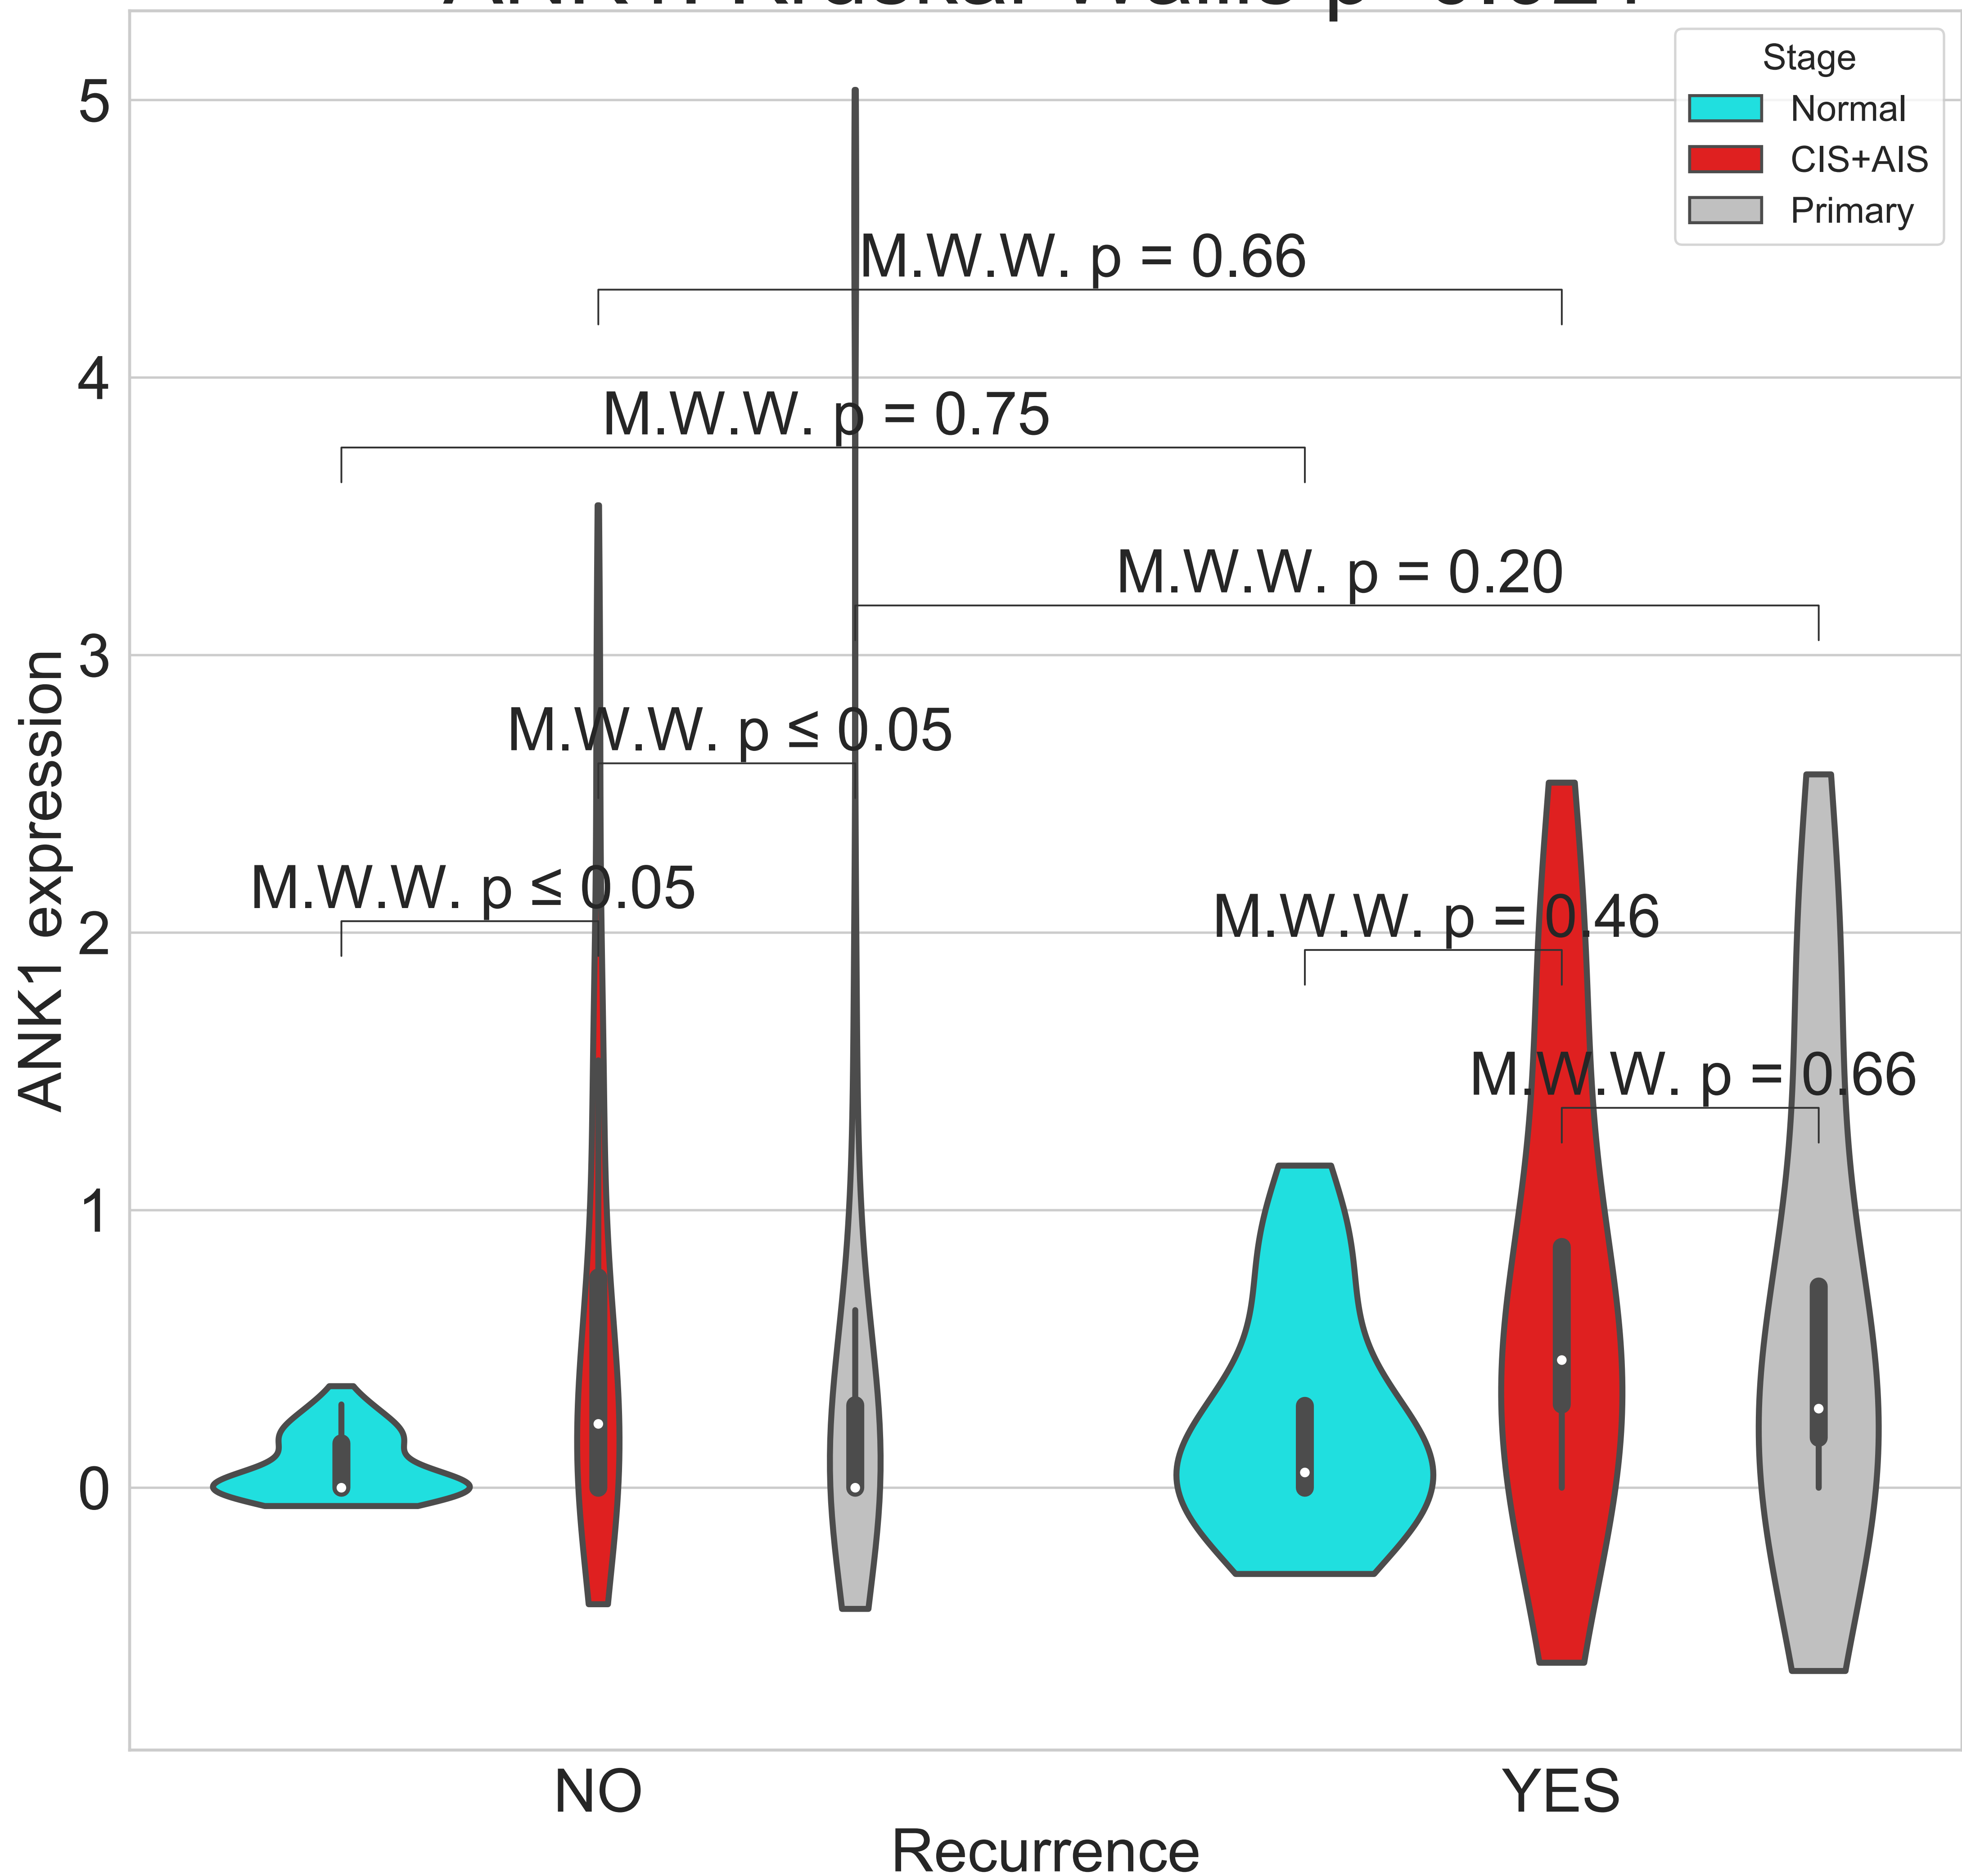 Stage
Normal
CIS+AIS
Primary
5
4
3
2
1
0
ANK1 expression
M.W.W. p = 0.66
M.W.W. p = 0.75
M.W.W. p = 0.20
M.W.W. p ≤ 0.05
M.W.W. p ≤ 0.05
M.W.W. p = 0.46
M.W.W. p = 0.66
NO
YES
Recurrence